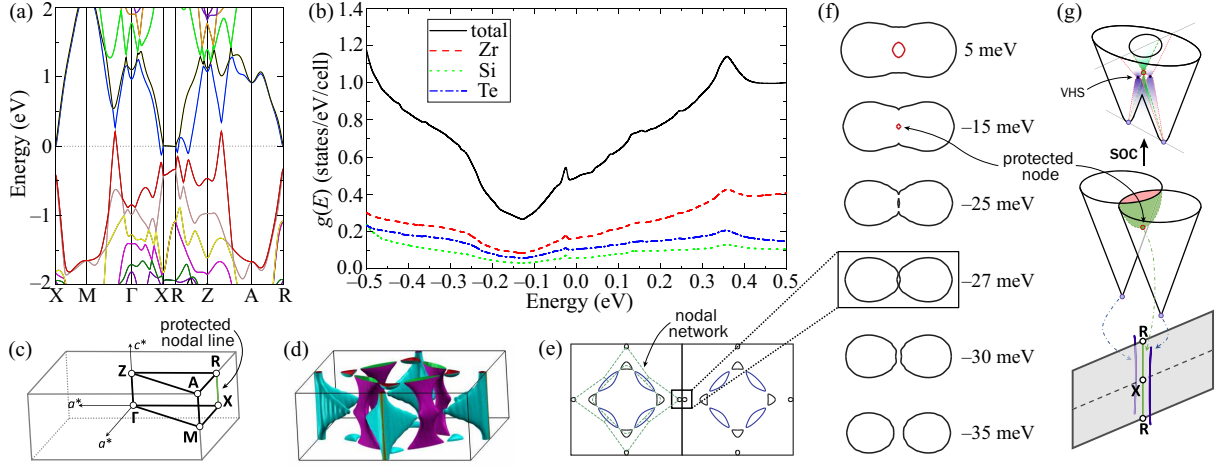 (a)
2
1
0
−1
−2
Energy (eV)
X M Γ X R Z A R
(b)
1.4
1.2
1.0
0.8
0.6
0.4
0.2
0.0
g(E) (states/eV/cell)
total
Zr
Si
Te
−0.5 −0.4 −0.3 −0.2 −0.1 0.0 0.1 0.2 0.3 0.4 0.5
Energy (eV)
(c)
protected
nodal line
c*
Z
R
A
a*
Γ
X
a*
M
(d)
(e)
nodal
network
(f)
5 meV
−15 meV
protected
node
−25 meV
−27 meV
−30 meV
−35 meV
(g)
VHS
SOC
R
X
R